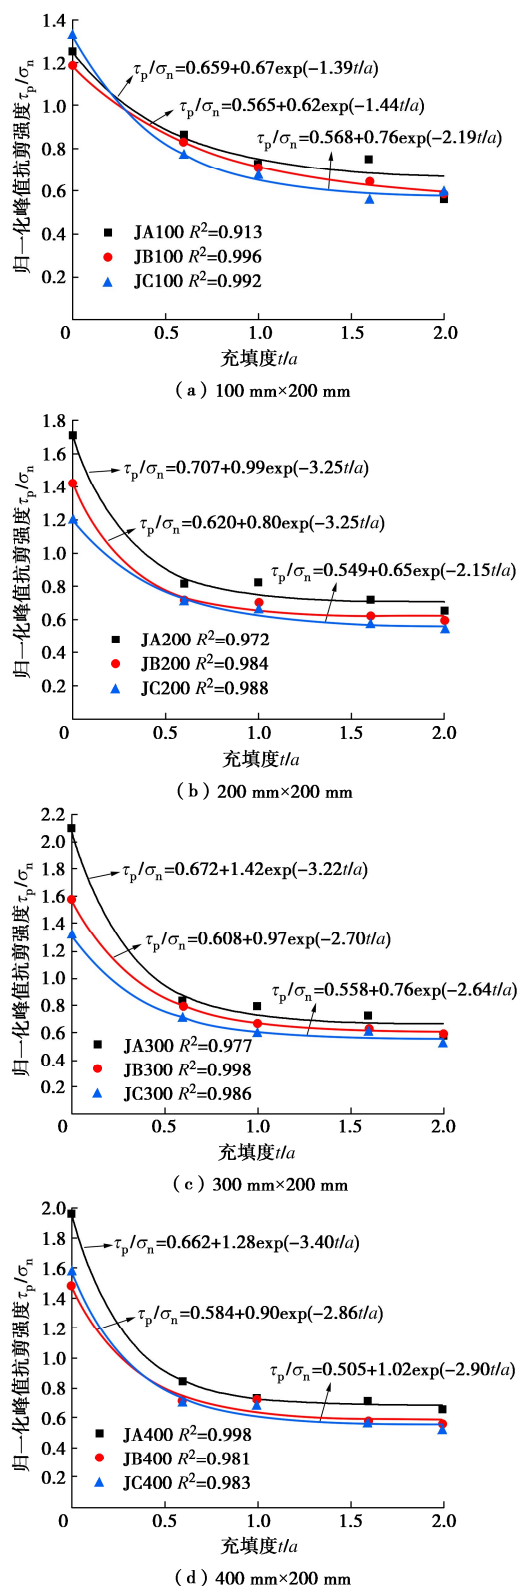 1.4
1.2
1.0
0.8
0.6
0.4
0.2
归一化峰值抗剪强度τp/σn
τp/σn=0.659+0.67exp(−1.39t/a)
τp/σn=0.565+0.62exp(−1.44t/a)
τp/σn=0.568+0.76exp(−2.19t/a)
JA100 R²=0.913
JB100 R²=0.996
JC100 R²=0.992
0 0.5 1.0 1.5 2.0
充填度t/a
（a）100 mm×200 mm
1.8
1.6
1.4
1.2
1.0
0.8
0.6
0.4
0.2
归一化峰值抗剪强度τp/σn
τp/σn=0.707+0.99exp(−3.25t/a)
τp/σn=0.620+0.80exp(−3.25t/a)
τp/σn=0.549+0.65exp(−2.15t/a)
JA200 R²=0.972
JB200 R²=0.984
JC200 R²=0.988
0 0.5 1.0 1.5 2.0
充填度t/a
（b）200 mm×200 mm
2.2
2.0
1.8
1.6
1.4
1.2
1.0
0.8
0.6
0.4
0.2
归一化峰值抗剪强度τp/σn
τp/σn=0.672+1.42exp(−3.22t/a)
τp/σn=0.608+0.97exp(−2.70t/a)
τp/σn=0.558+0.76exp(−2.64t/a)
JA300 R²=0.977
JB300 R²=0.998
JC300 R²=0.986
0 0.5 1.0 1.5 2.0
充填度t/a
（c）300 mm×200 mm
2.0
1.8
1.6
1.4
1.2
1.0
0.8
0.6
0.4
0.2
归一化峰值抗剪强度τp/σn
τp/σn=0.662+1.28exp(−3.40t/a)
τp/σn=0.584+0.90exp(−2.86t/a)
τp/σn=0.505+1.02exp(−2.90t/a)
JA400 R²=0.998
JB400 R²=0.981
JC400 R²=0.983
0 0.5 1.0 1.5 2.0
充填度t/a
（d）400 mm×200 mm